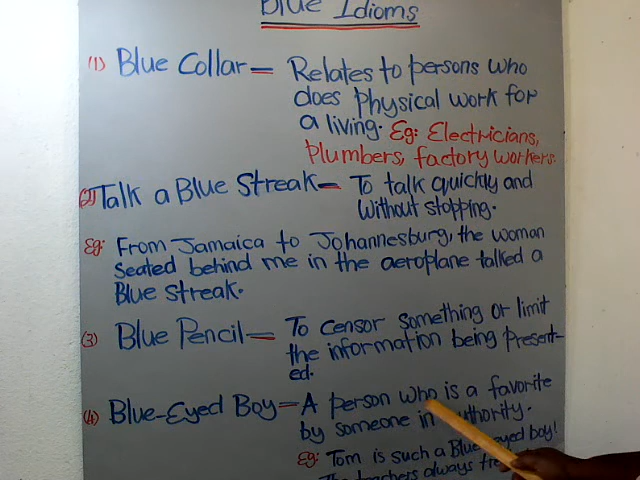 Blue Idioms
(1) Blue Collar = Relates to persons who
does physical work for
a living. Eg: Electricians,
Plumbers, factory workers.
(2) Talk a Blue Streak = To talk quickly and
without stopping.
Eg: From Jamaica to Johannesburg, the woman
seated behind me in the aeroplane talked a
Blue streak.
(3) Blue Pencil = To censor something or limit
the information being present-
ed.
(4) Blue-Eyed Boy = A person who is a favorite
by someone in authority.
Eg: Tom is such a Blue eyed boy!
The teachers always